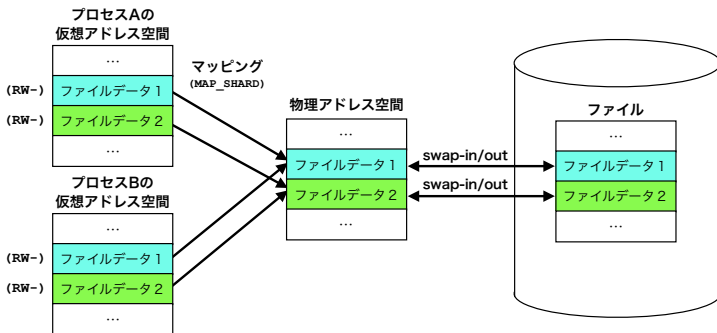 プロセスAの
仮想アドレス空間
…
(RW-) ファイルデータ1
(RW-) ファイルデータ2
…
マッピング
(MAP_SHARD)
プロセスBの
仮想アドレス空間
…
(RW-) ファイルデータ1
(RW-) ファイルデータ2
…
物理アドレス空間
…
ファイルデータ1
ファイルデータ2
…
swap-in/out
swap-in/out
ファイル
…
ファイルデータ1
ファイルデータ2
…